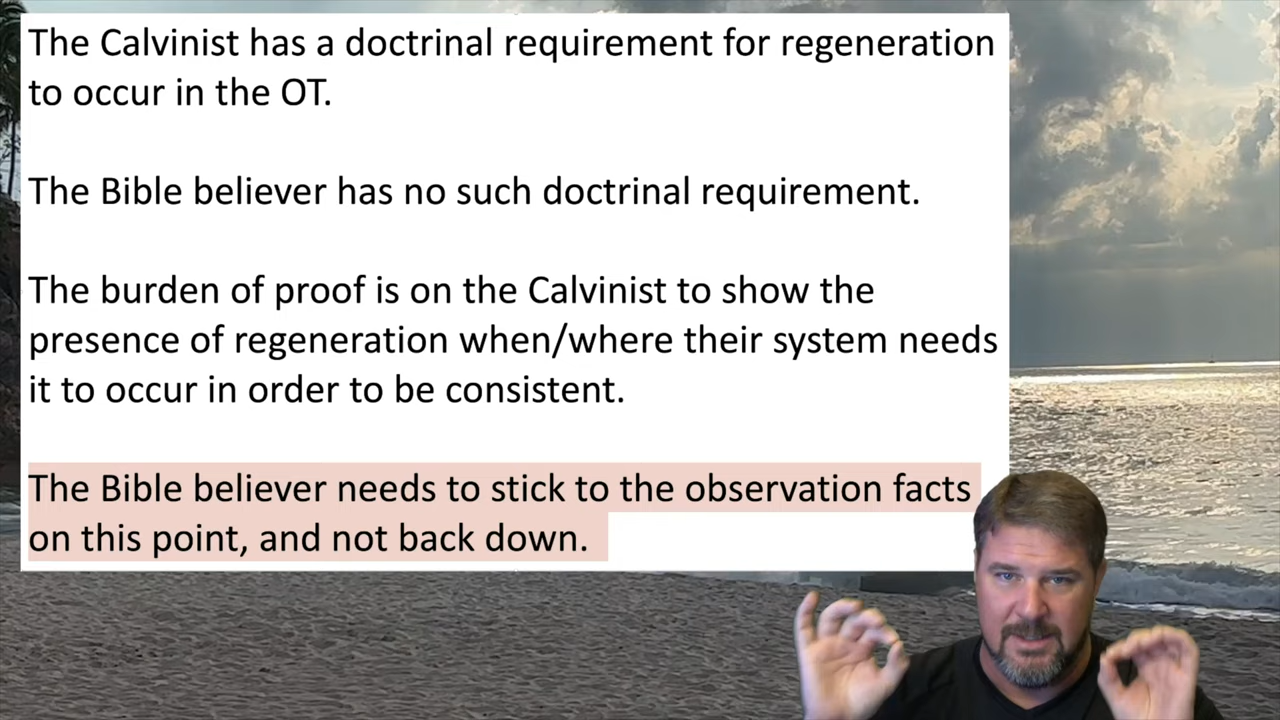 The Calvinist has a doctrinal requirement for regeneration
to occur in the OT.
The Bible believer has no such doctrinal requirement.
The burden of proof is on the Calvinist to show the
presence of regeneration when/where their system needs
it to occur in order to be consistent.
The Bible believer needs to stick to the observation facts
on this point, and not back down.